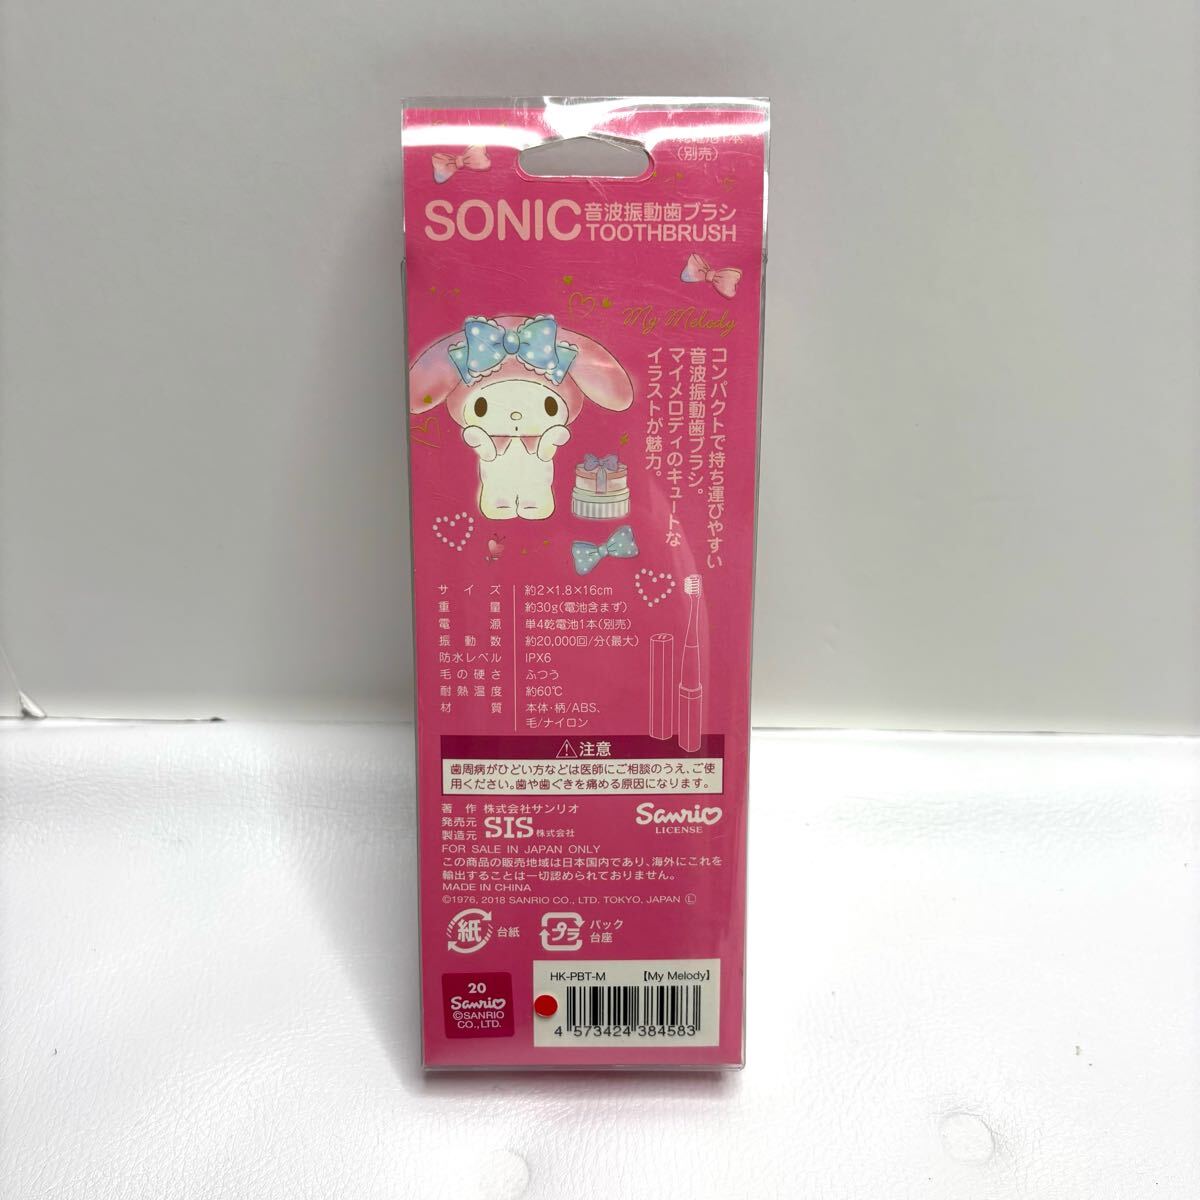 (別売)
SONIC 音波振動歯ブラシ
TOOTHBRUSH
My Melody
コンパクトで持ち運びやすい
音波振動歯ブラシ。
マイメロディのキュートな
イラストが魅力。
サイズ 約2×1.8×16cm
重量 約30g(電池含まず)
電源 単4乾電池1本(別売)
振動数 約20,000回/分(最大)
防水レベル IPX6
毛の硬さ ふつう
耐熱温度 約60℃
材質 本体・柄/ABS、
毛/ナイロン
注意
歯周病がひどい方などは医師にご相談のうえ、ご使
用ください。歯や歯ぐきを痛める原因になります。
著作 株式会社サンリオ
発売元
製造元 SIS 株式会社
Sanrio
LICENSE
FOR SALE IN JAPAN ONLY
この商品の販売地域は日本国内であり、海外にこれを
輸出することは一切認められておりません。
MADE IN CHINA
©1976, 2018 SANRIO CO., LTD. TOKYO, JAPAN Ⓛ
紙 台紙
プラ パック
台座
20
Sanrio
©SANRIO
CO.,LTD.
HK-PBT-M 【My Melody】
4 573424 384583